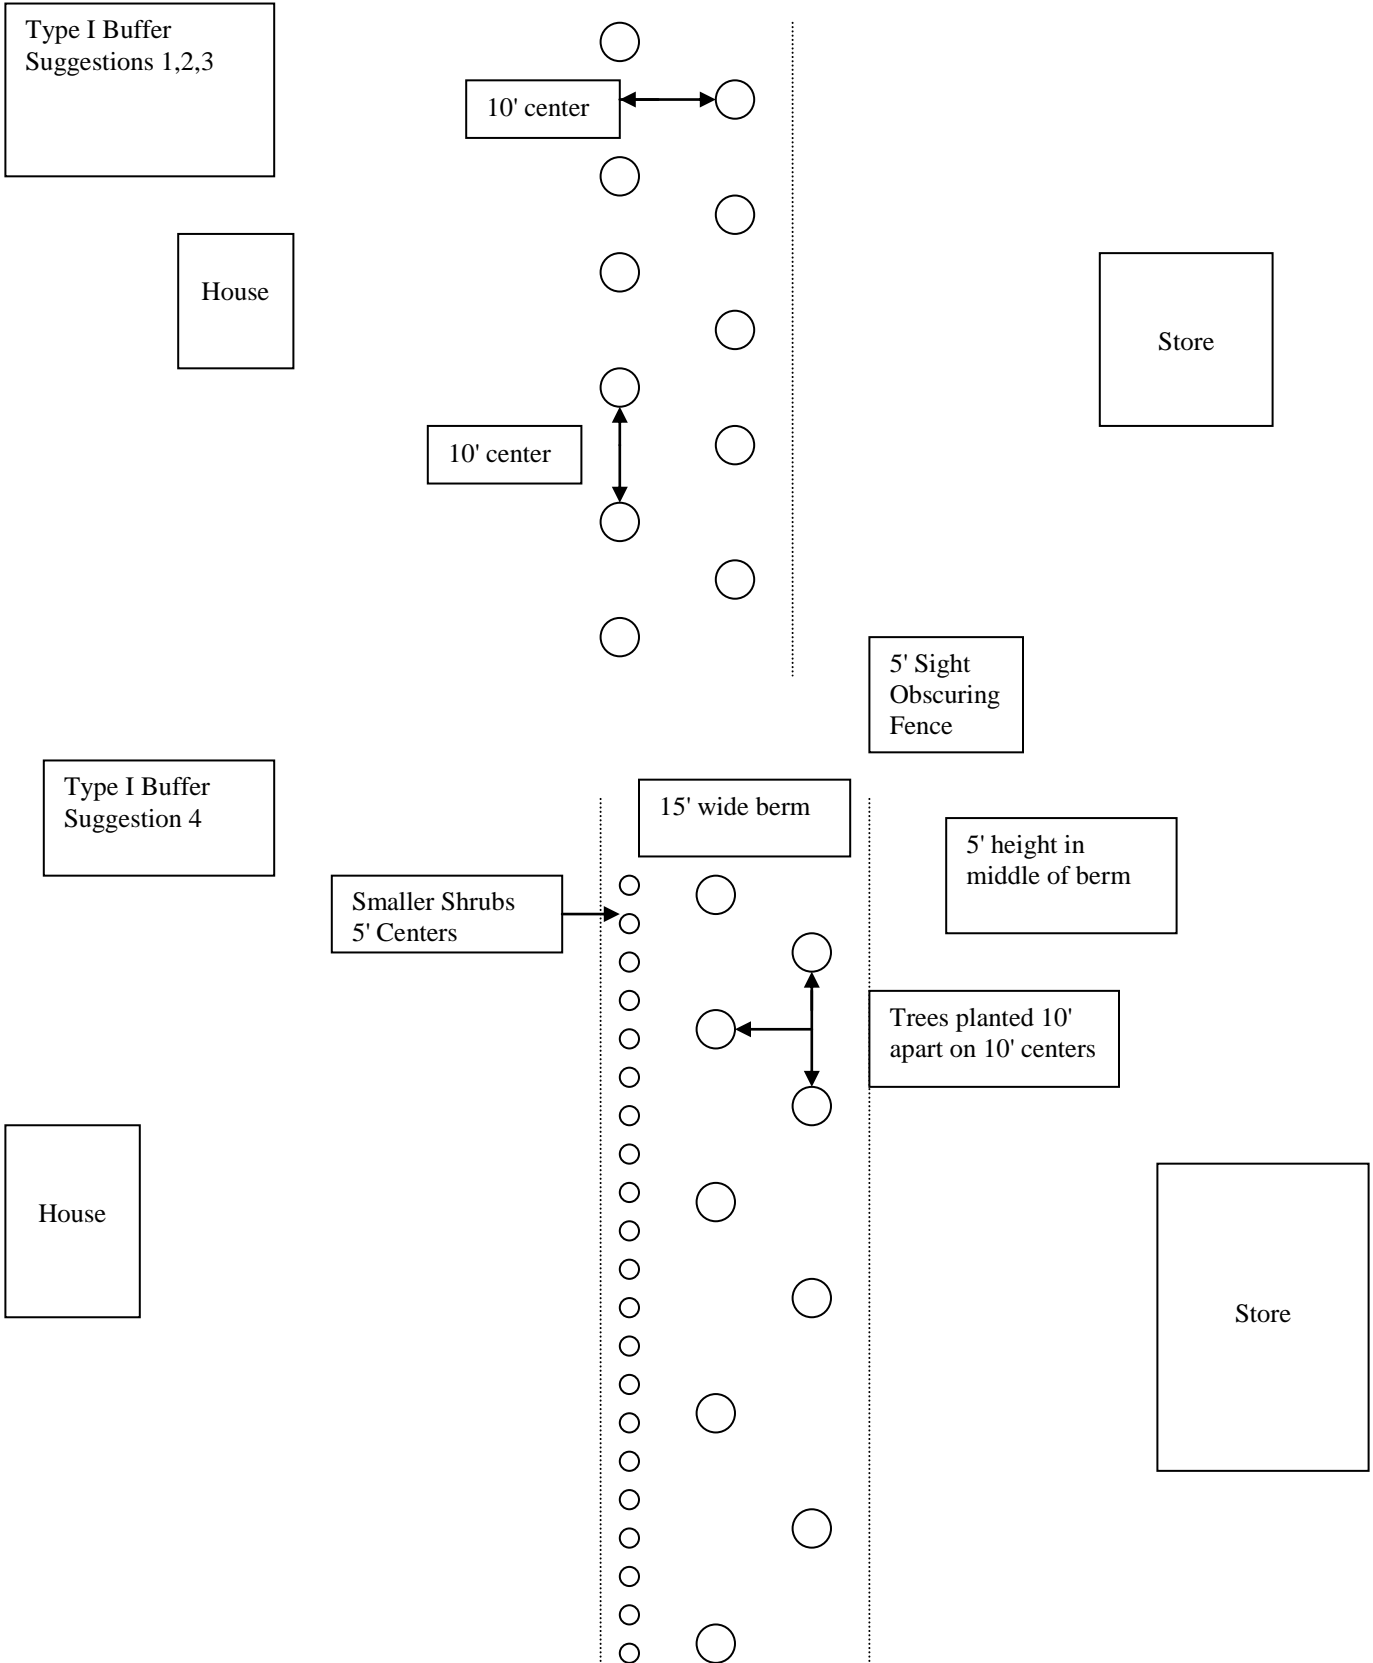 Type I Buffer
Suggestions 1,2,3
10' center
House
Store
10' center
5' Sight
Obscuring
Fence
Type I Buffer
Suggestion 4
15' wide berm
5' height in
middle of berm
Smaller Shrubs
5' Centers
Trees planted 10'
apart on 10' centers
House
Store